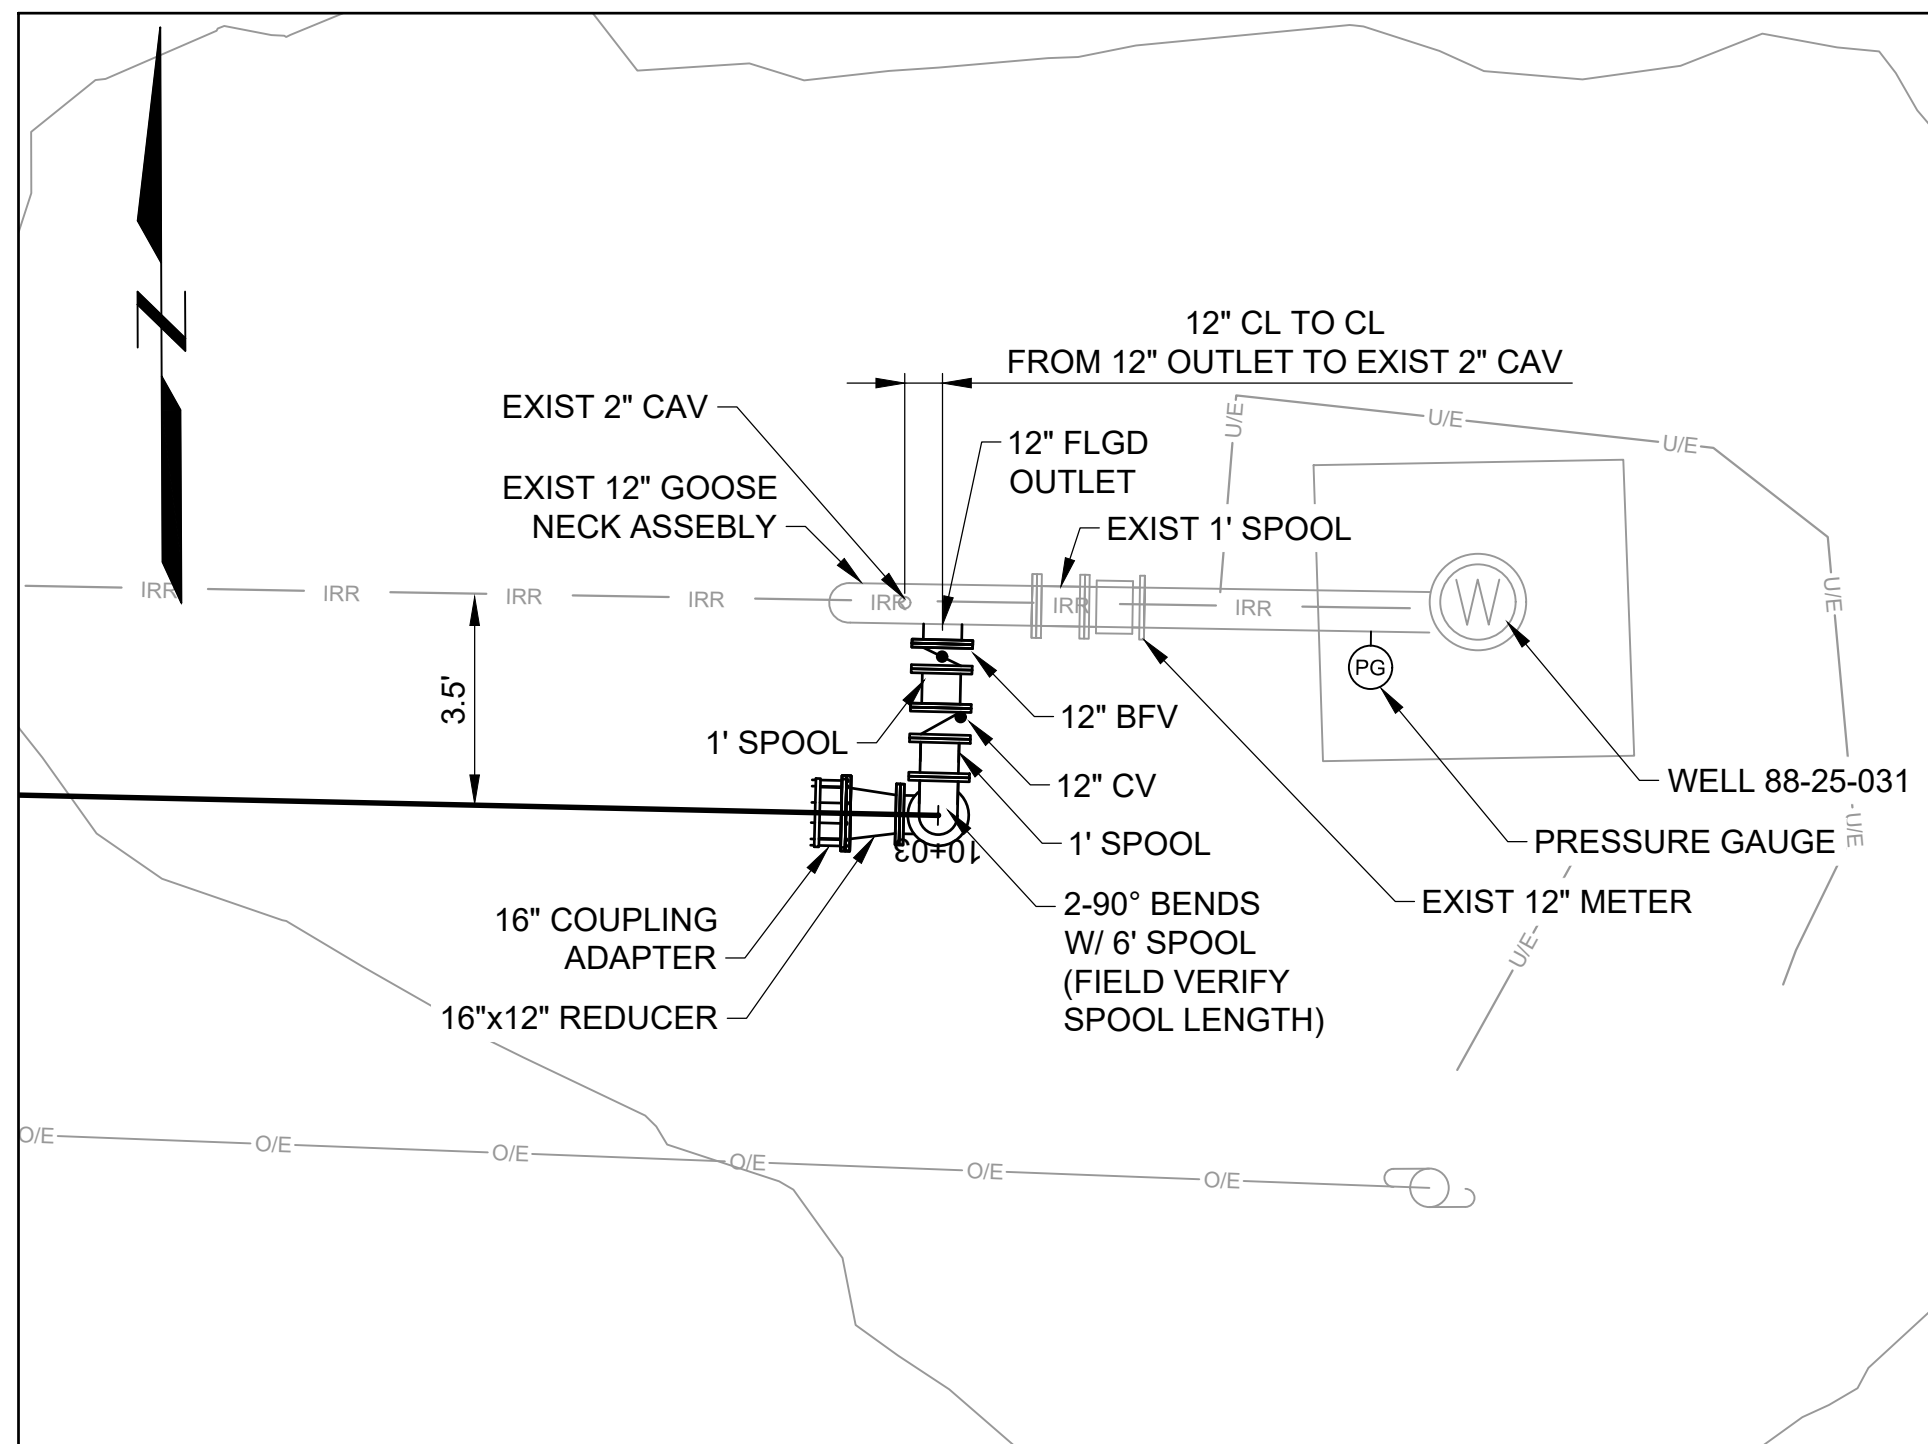 N
12" CL TO CL
FROM 12" OUTLET TO EXIST 2" CAV
EXIST 2" CAV
12" FLGD
OUTLET
EXIST 12" GOOSE
NECK ASSEBLY
EXIST 1' SPOOL
U/E
U/E
U/E
U/E
U/E
U/E
IRR
IRR
IRR
IRR
IRR
IRR
IRR
W
PG
3.5'
1' SPOOL
12" BFV
12" CV
1' SPOOL
WELL 88-25-031
PRESSURE GAUGE
EXIST 12" METER
10+03
2-90° BENDS
W/ 6' SPOOL
(FIELD VERIFY
SPOOL LENGTH)
16" COUPLING
ADAPTER
16"x12" REDUCER
O/E
O/E
O/E
O/E
O/E
O/E